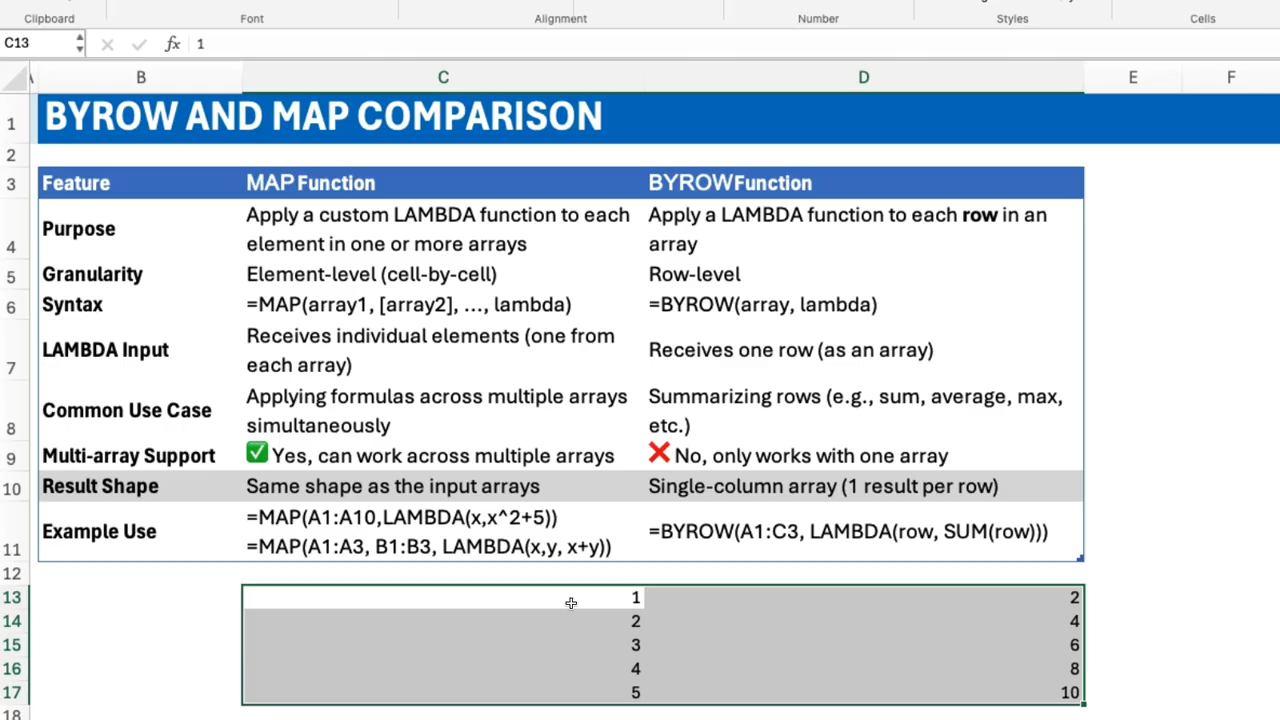 Clipboard Font Alignment Number Styles Cells
C13 fx 1
B C D E F
1 BYROW AND MAP COMPARISON
2
3 Feature MAP Function BYROW Function
4 Purpose Apply a custom LAMBDA function to each element in one or more arrays Apply a LAMBDA function to each row in an array
5 Granularity Element-level (cell-by-cell) Row-level
6 Syntax =MAP(array1, [array2], ..., lambda) =BYROW(array, lambda)
7 LAMBDA Input Receives individual elements (one from each array) Receives one row (as an array)
8 Common Use Case Applying formulas across multiple arrays simultaneously Summarizing rows (e.g., sum, average, max, etc.)
9 Multi-array Support ✅ Yes, can work across multiple arrays ❌ No, only works with one array
10 Result Shape Same shape as the input arrays Single-column array (1 result per row)
11 Example Use =MAP(A1:A10,LAMBDA(x,x^2+5)) =MAP(A1:A3, B1:B3, LAMBDA(x,y, x+y)) =BYROW(A1:C3, LAMBDA(row, SUM(row)))
12
13 1 2
14 2 4
15 3 6
16 4 8
17 5 10
18